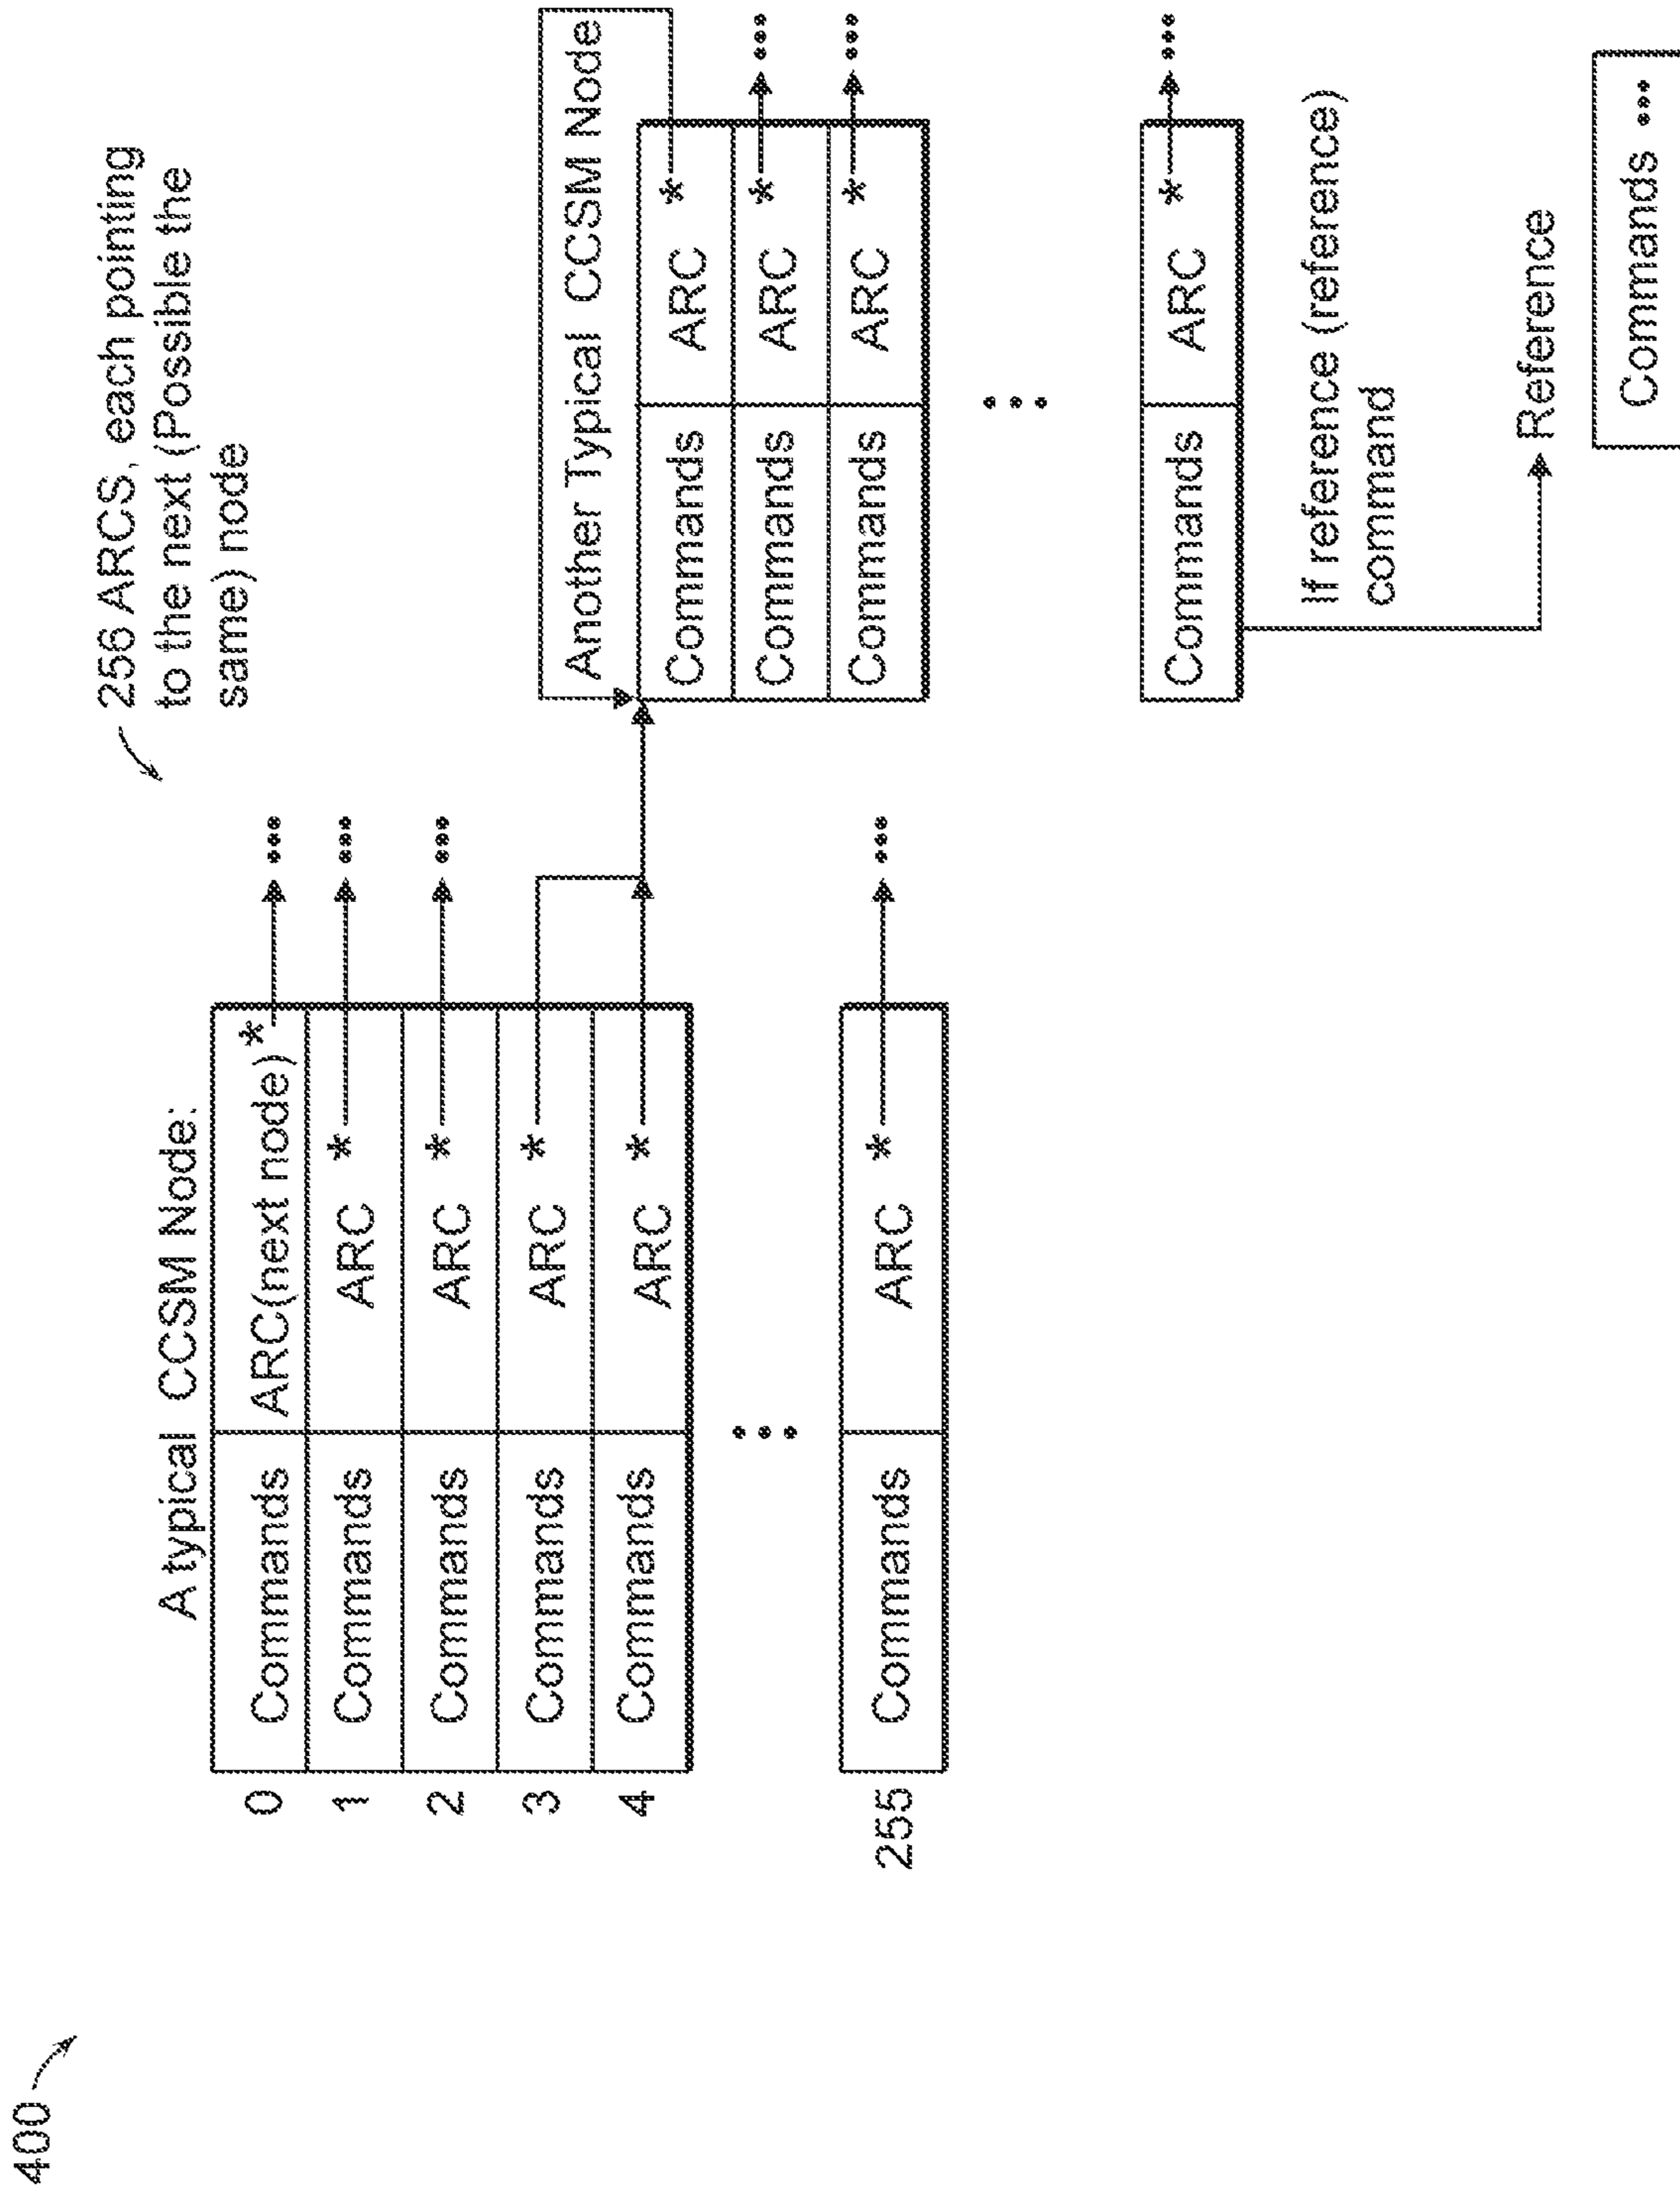 400
256 ARCS, each pointing
to the next (Possible the
same) node
A typical CCSM Node:
0 Commands ARC(next node) *
1 Commands ARC *
2 Commands ARC *
3 Commands ARC *
4 Commands ARC *
255 Commands ARC *
Another Typical CCSM Node
Commands ARC *
Commands ARC *
Commands ARC *
Commands ARC *
If reference (reference)
command
Reference
Commands ...